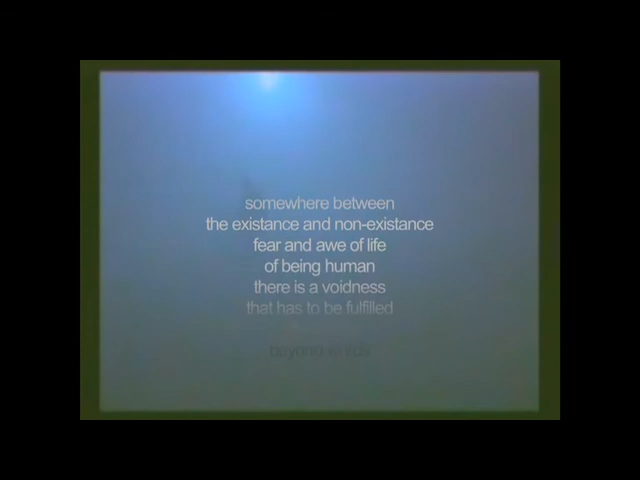 somewhere between
the existance and non-existance
fear and awe of life
of being human
there is a voidness
that has to be fulfilled
beyond